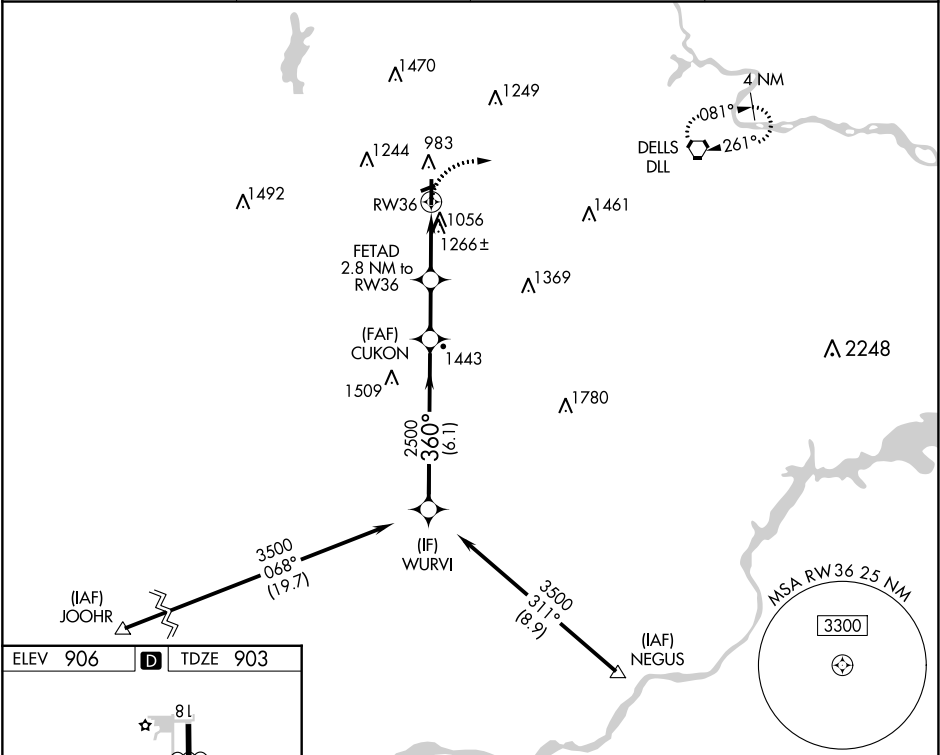 1470
1249
4 NM
081°
261°
DELLS
DLL
1244
983
1492
RW36
1056
1266±
1461
FETAD
2.8 NM to
RW36
1369
(FAF)
CUKON
1443
2248
1509
1780
2500
360°
(6.1)
(IF)
WURVI
3500
068°
(19.7)
(IAF)
JOOHR
3500
311°
(8.9)
(IAF)
NEGUS
MSA RW36 25 NM
3300
ELEV 906 D TDZE 903
18